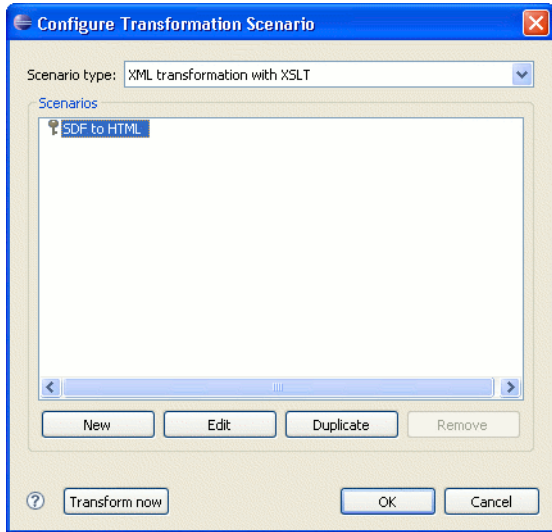 Configure Transformation Scenario
Scenario type: XML transformation with XSLT
Scenarios
SDF to HTML
New Edit Duplicate Remove
? Transform now OK Cancel